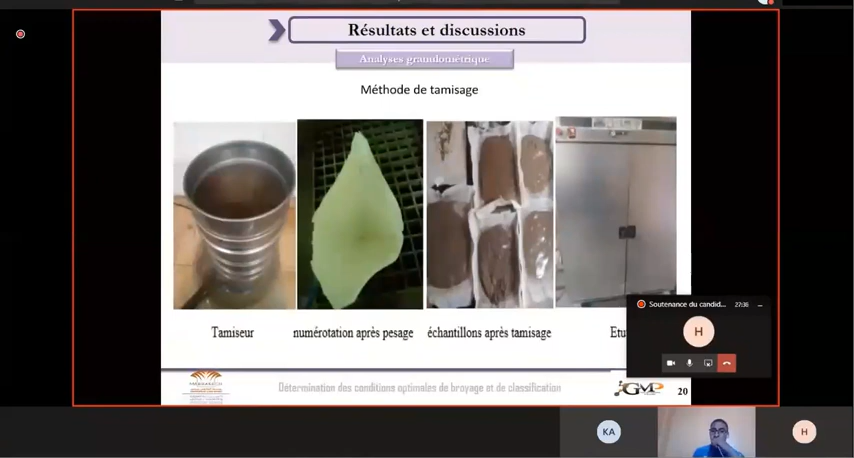 Résultats et discussions
Analyses granulométrique
Méthode de tamisage
Tamiseur
numérotation après pesage
échantillons après tamisage
Etu
Soutenance du candid... 27:36
H
Détermination des conditions optimales de broyage et de classification
GMP
20
KA
H